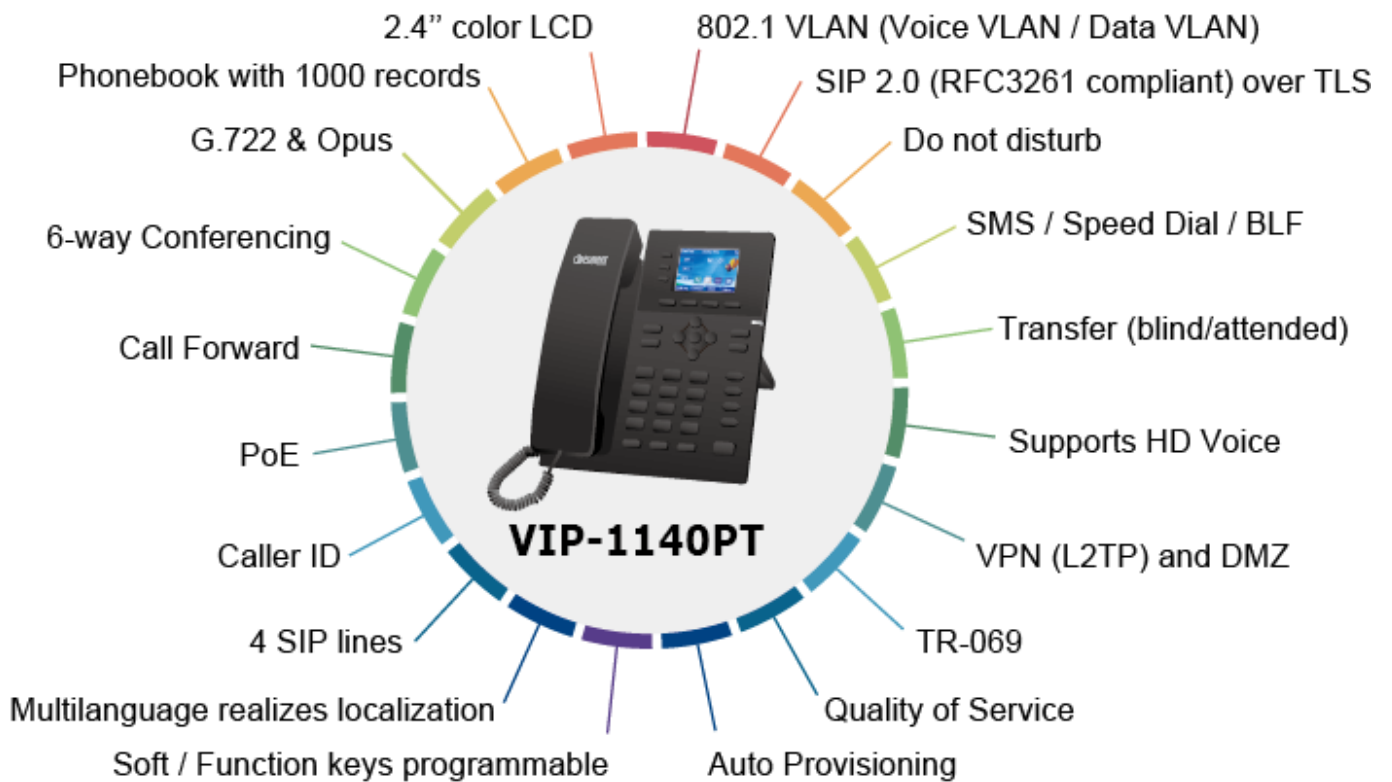 2.4’’ color LCD
802.1 VLAN (Voice VLAN / Data VLAN)
Phonebook with 1000 records
SIP 2.0 (RFC3261 compliant) over TLS
G.722 & Opus
Do not disturb
6-way Conferencing
SMS / Speed Dial / BLF
Call Forward
Transfer (blind/attended)
PoE
Supports HD Voice
Caller ID
VPN (L2TP) and DMZ
4 SIP lines
TR-069
Multilanguage realizes localization
Quality of Service
Soft / Function keys programmable
Auto Provisioning
VIP-1140PT